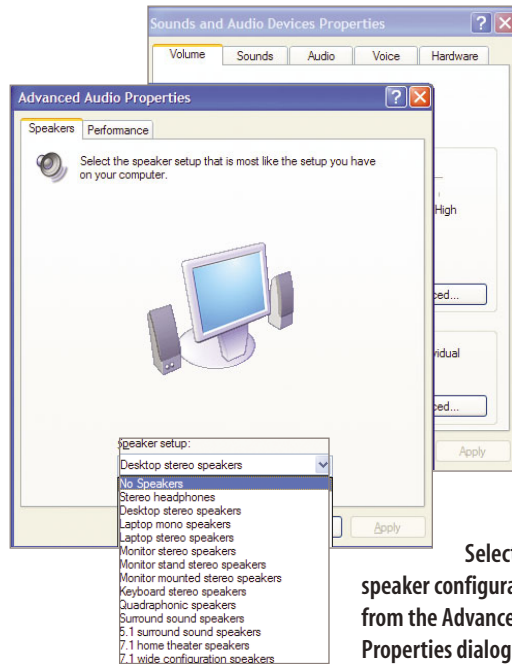 Sounds and Audio Devices Properties
Volume Sounds Audio Voice Hardware
Advanced Audio Properties
Speakers Performance
Select the speaker setup that is most like the setup you have
on your computer.
High
vidual
Apply
Speaker setup:
Desktop stereo speakers
No Speakers
Stereo headphones
Desktop stereo speakers
Laptop mono speakers
Laptop stereo speakers
Monitor stereo speakers
Monitor stand stereo speakers
Monitor mounted stereo speakers
Keyboard stereo speakers
Quadraphonic speakers
Surround sound speakers
5.1 surround sound speakers
7.1 home theater speakers
7.1 wide configuration speakers
Apply
Select
speaker configura
from the Advance
Properties dialog